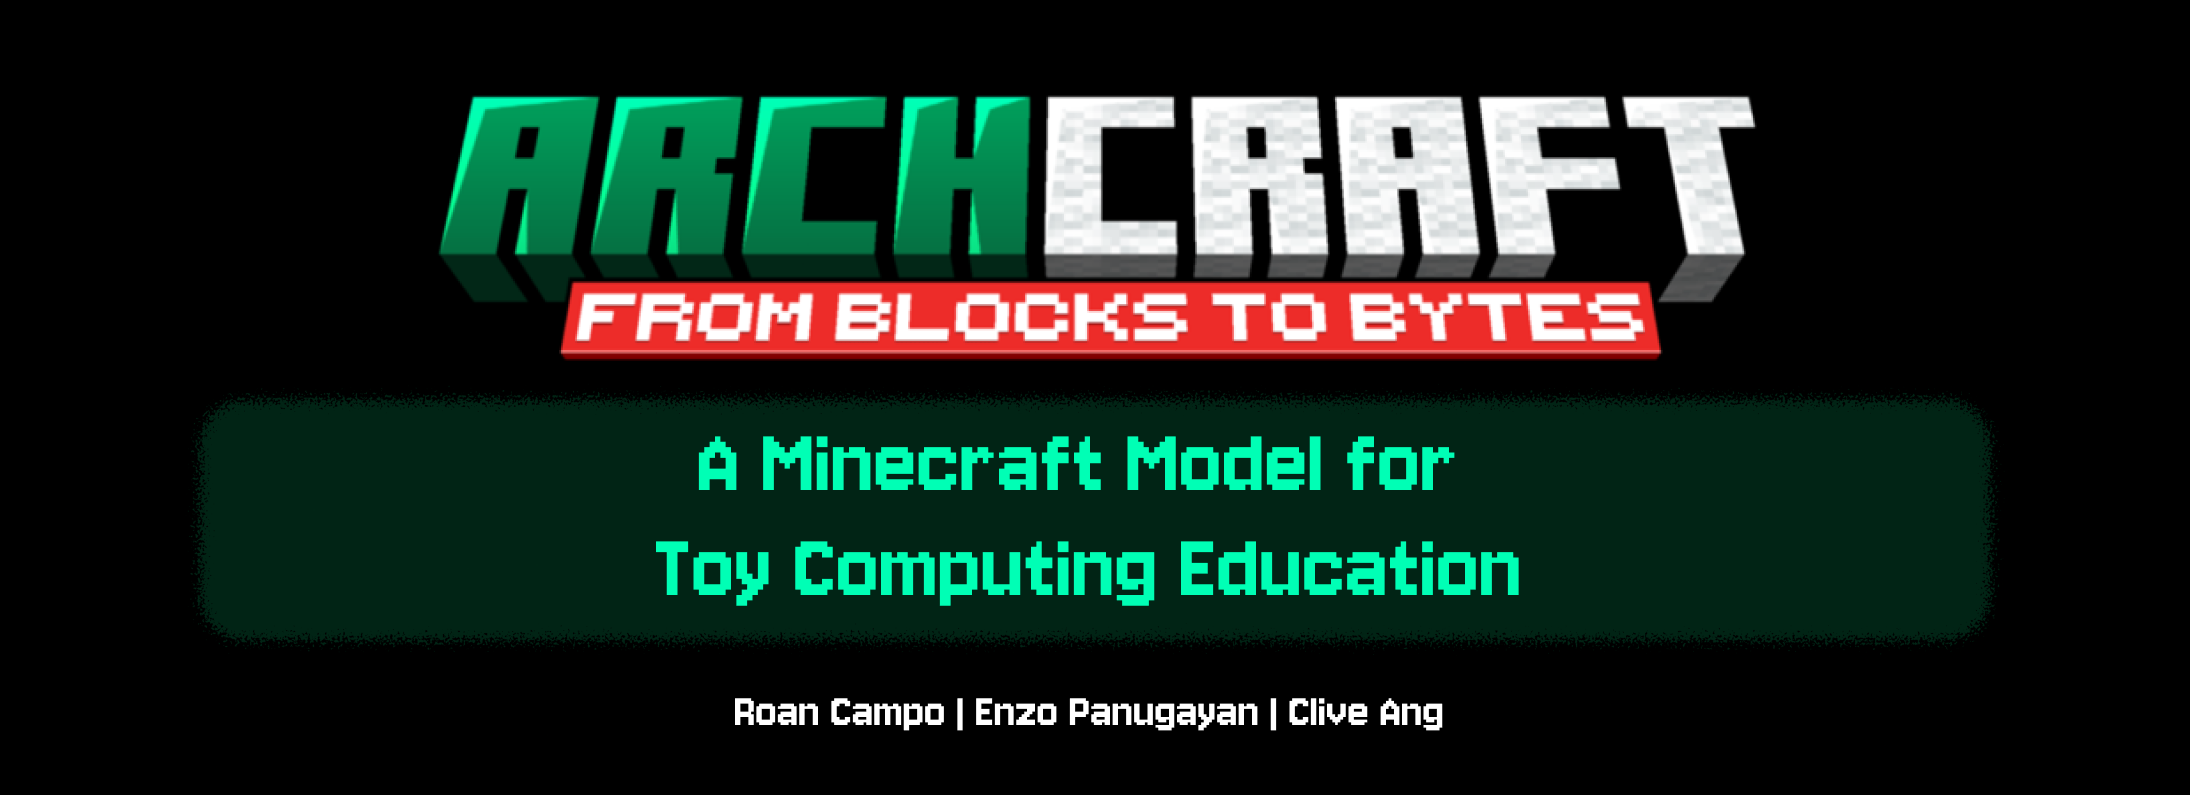 ARCHCRAFT
FROM BLOCKS TO BYTES
A Minecraft Model for
Toy Computing Education
Roan Campo | Enzo Panugayan | Clive Ang